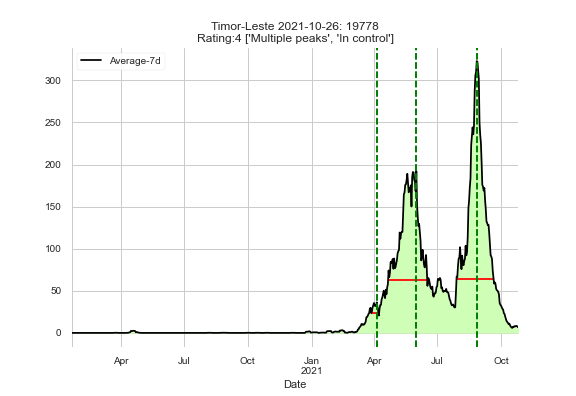 Timor-Leste 2021-10-26: 19778
Rating:4 ['Multiple peaks', 'In control']
Average-7d
300
250
200
150
100
50
0
Apr
Jul
Oct
Jan
2021
Apr
Jul
Oct
Date